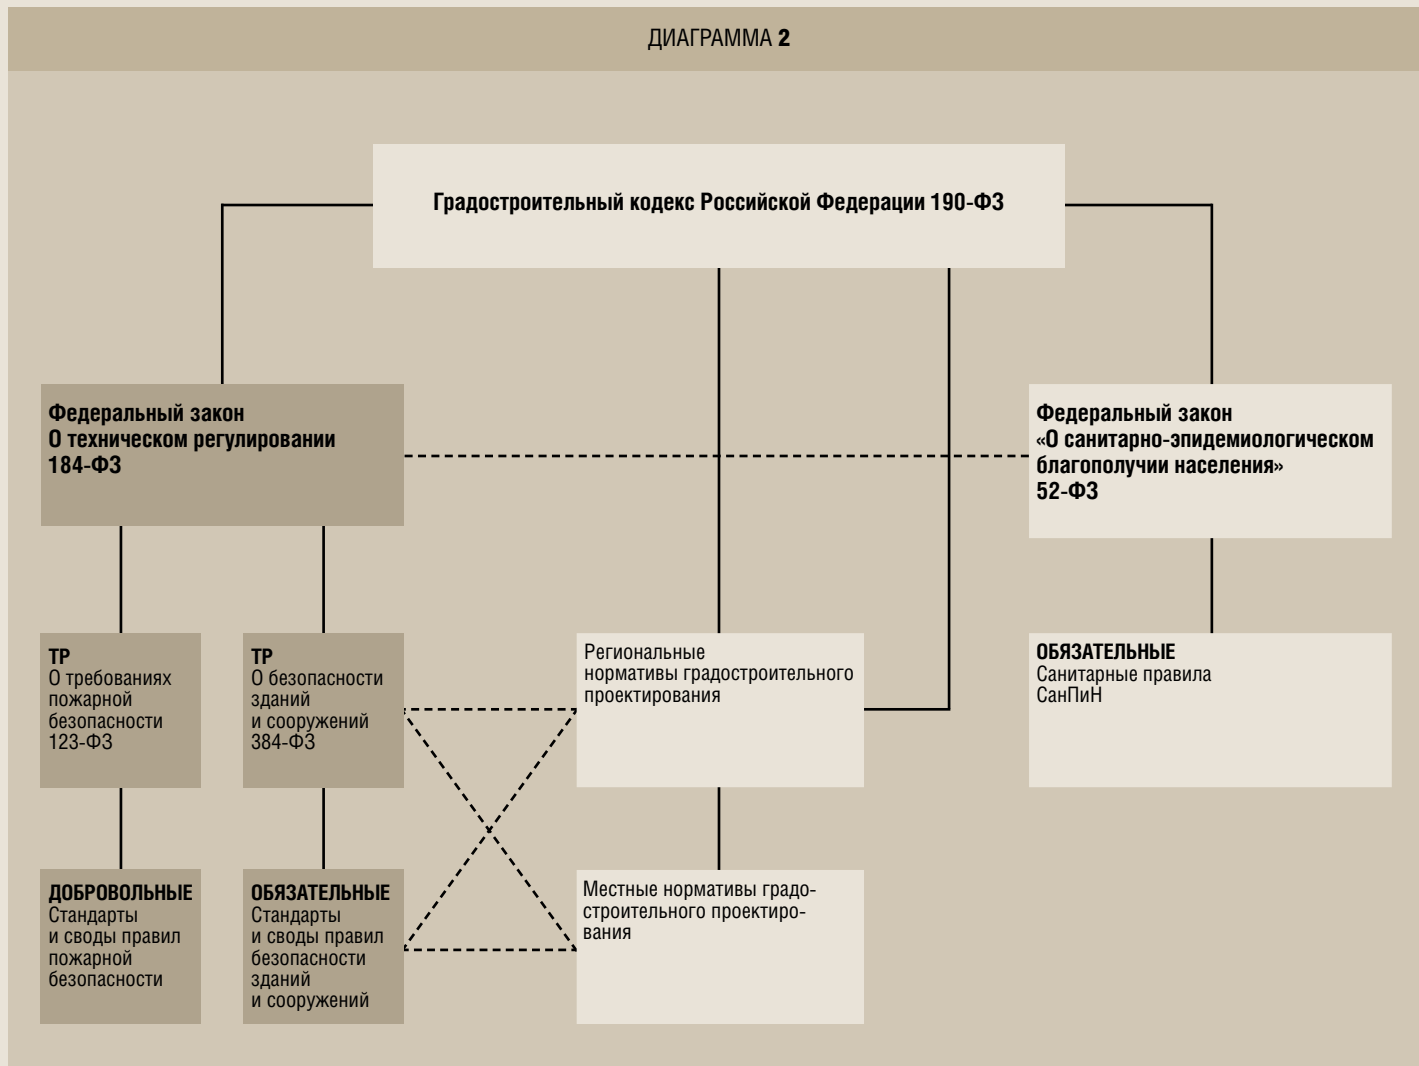 ДИАГРАММА 2
Градостроительный кодекс Российской Федерации 190-ФЗ
Федеральный закон
О техническом регулировании
184-ФЗ
Федеральный закон
«О санитарно-эпидемиологическом
благополучии населения»
52-ФЗ
ТР
О требованиях
пожарной
безопасности
123-ФЗ
ТР
О безопасности
зданий
и сооружений
384-ФЗ
Региональные
нормативы градостроительного
проектирования
ОБЯЗАТЕЛЬНЫЕ
Санитарные правила
СанПиН
ДОБРОВОЛЬНЫЕ
Стандарты
и своды правил
пожарной
безопасности
ОБЯЗАТЕЛЬНЫЕ
Стандарты
и своды правил
безопасности
зданий
и сооружений
Местные нормативы градо-
строительного проектиро-
вания